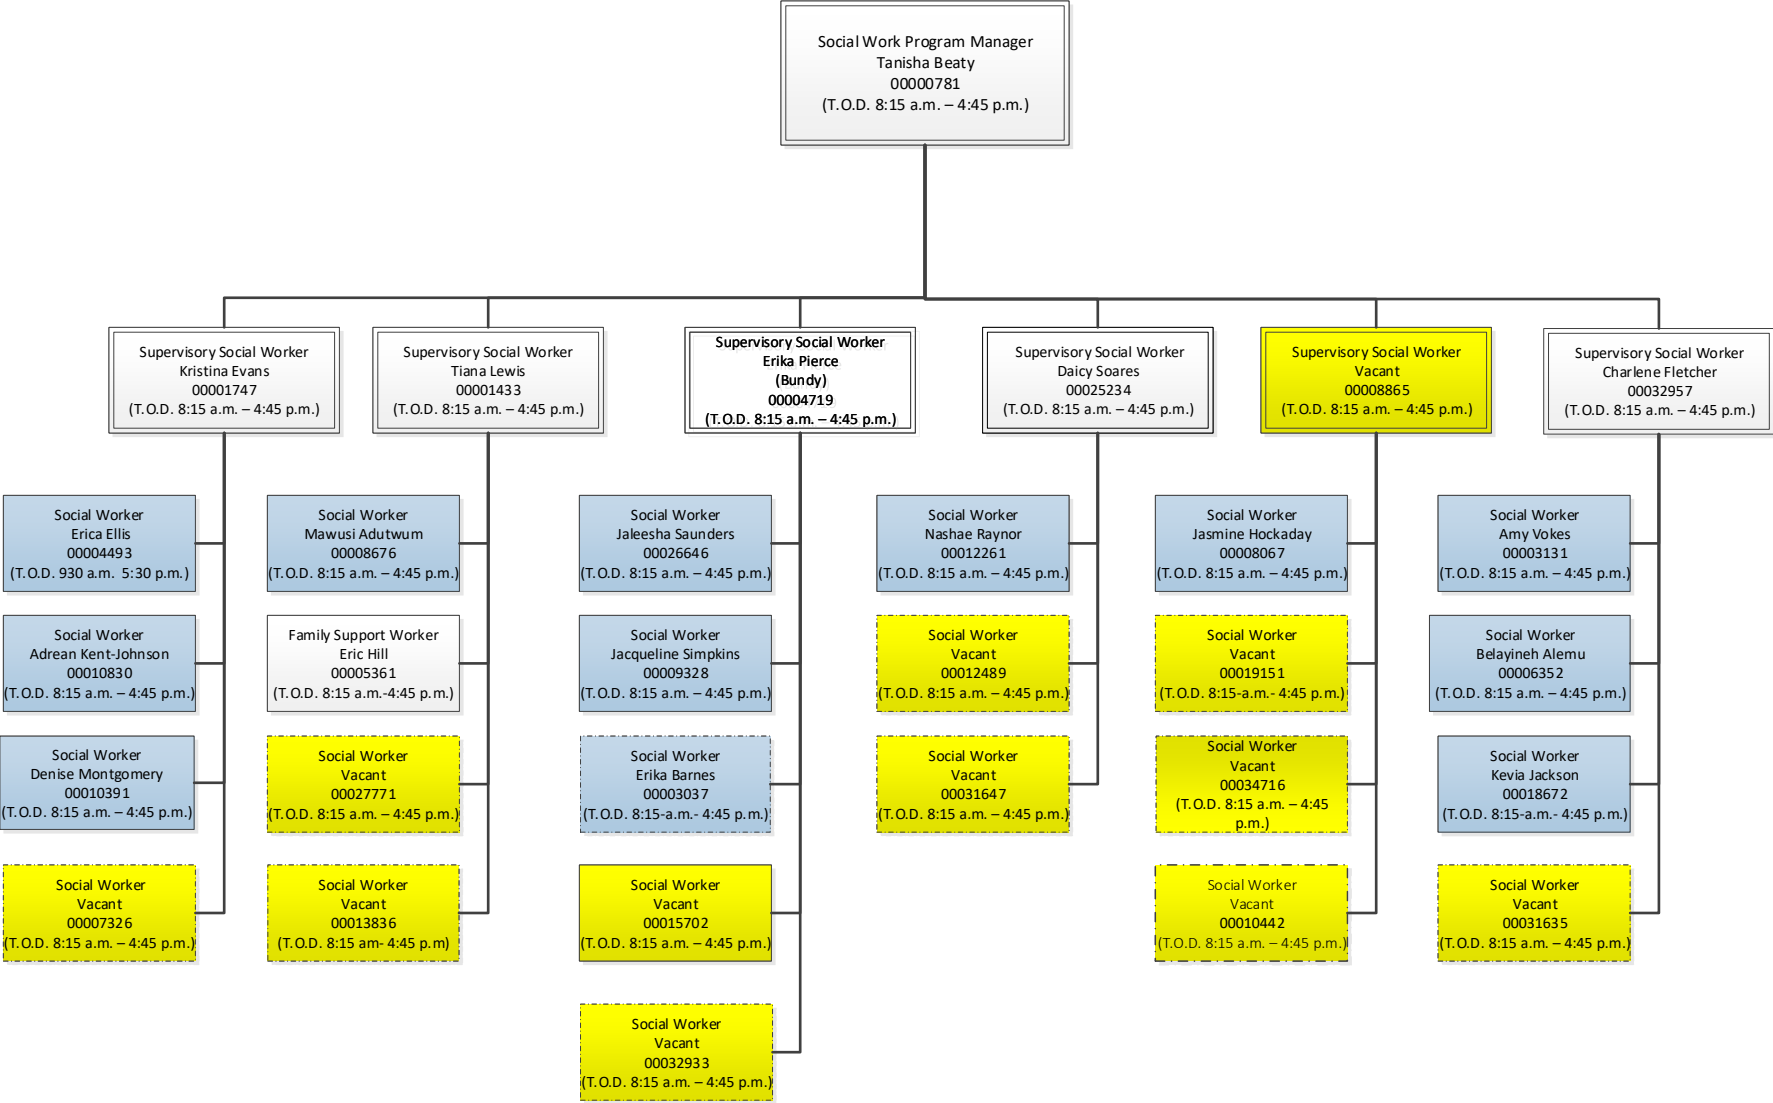 Social Work Program Manager
Tanisha Beaty
00000781
(T.O.D. 8:15 a.m. – 4:45 p.m.)
Supervisory Social Worker
Kristina Evans
00001747
(T.O.D. 8:15 a.m. – 4:45 p.m.)
Supervisory Social Worker
Tiana Lewis
00001433
(T.O.D. 8:15 a.m. – 4:45 p.m.)
Supervisory Social Worker
Erika Pierce
(Bundy)
00004719
(T.O.D. 8:15 a.m. – 4:45 p.m.)
Supervisory Social Worker
Daicy Soares
00025234
(T.O.D. 8:15 a.m. – 4:45 p.m.)
Supervisory Social Worker
Vacant
00008865
(T.O.D. 8:15 a.m. – 4:45 p.m.)
Supervisory Social Worker
Charlene Fletcher
00032957
(T.O.D. 8:15 a.m. – 4:45 p.m.)
Social Worker
Erica Ellis
00004493
(T.O.D. 930 a.m.  5:30 p.m.)
Social Worker
Mawusi Adutwum
00008676
(T.O.D. 8:15 a.m. – 4:45 p.m.)
Social Worker
Jaleesha Saunders
00026646
(T.O.D. 8:15 a.m. – 4:45 p.m.)
Social Worker
Nashae Raynor
00012261
(T.O.D. 8:15 a.m. – 4:45 p.m.)
Social Worker
Jasmine Hockaday
00008067
(T.O.D. 8:15 a.m. – 4:45 p.m.)
Social Worker
Amy Vokes
00003131
(T.O.D. 8:15 a.m. – 4:45 p.m.)
Social Worker
Adrean Kent-Johnson
00010830
(T.O.D. 8:15 a.m. – 4:45 p.m.)
Family Support Worker
Eric Hill
00005361
(T.O.D. 8:15 a.m.-4:45 p.m.)
Social Worker
Jacqueline Simpkins
00009328
(T.O.D. 8:15 a.m. – 4:45 p.m.)
Social Worker
Vacant
00012489
(T.O.D. 8:15 a.m. – 4:45 p.m.)
Social Worker
Vacant
00019151
(T.O.D. 8:15-a.m.- 4:45 p.m.)
Social Worker
Belayineh Alemu
00006352
(T.O.D. 8:15 a.m. – 4:45 p.m.)
Social Worker
Denise Montgomery
00010391
(T.O.D. 8:15 a.m. – 4:45 p.m.)
Social Worker
Vacant
00027771
(T.O.D. 8:15 a.m. – 4:45 p.m.)
Social Worker
Erika Barnes
00003037
(T.O.D. 8:15-a.m.- 4:45 p.m.)
Social Worker
Vacant
00031647
(T.O.D. 8:15 a.m. – 4:45 p.m.)
Social Worker
Vacant
00034716
(T.O.D. 8:15 a.m. – 4:45
p.m.)
Social Worker
Kevia Jackson
00018672
(T.O.D. 8:15-a.m.- 4:45 p.m.)
Social Worker
Vacant
00007326
(T.O.D. 8:15 a.m. – 4:45 p.m.)
Social Worker
Vacant
00013836
(T.O.D. 8:15 am- 4:45 p.m)
Social Worker
Vacant
00015702
(T.O.D. 8:15 a.m. – 4:45 p.m.)
Social Worker
Vacant
00010442
(T.O.D. 8:15 a.m. – 4:45 p.m.)
Social Worker
Vacant
00031635
(T.O.D. 8:15 a.m. – 4:45 p.m.)
Social Worker
Vacant
00032933
(T.O.D. 8:15 a.m. – 4:45 p.m.)